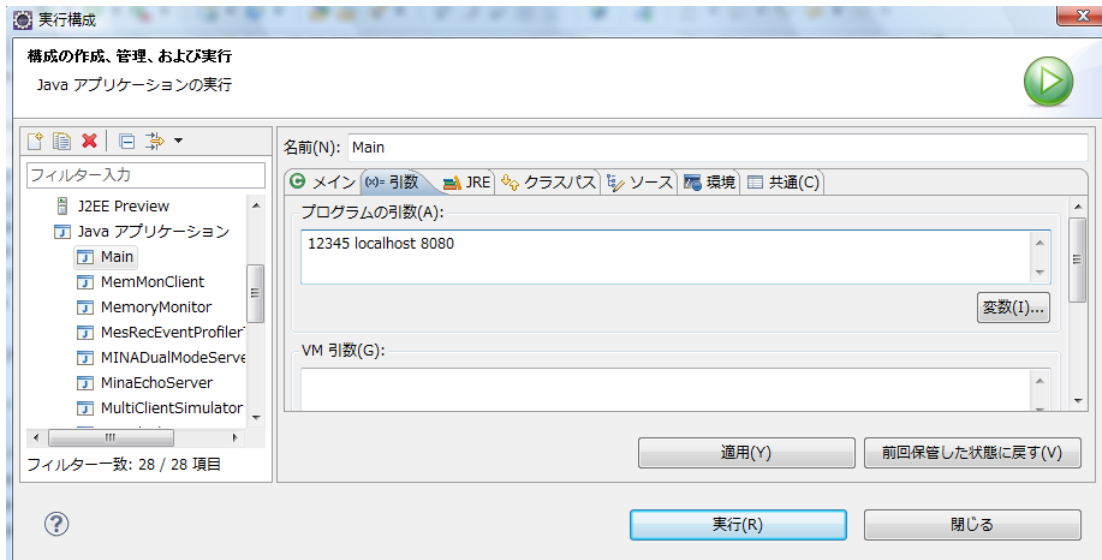 実行構成
構成の作成、管理、および実行
Java アプリケーションの実行
フィルター入力
J2EE Preview
Java アプリケーション
Main
MemMonClient
MemoryMonitor
MesRecEventProfiler
MINADualModeServe
MinaEchoServer
MultiClientSimulator
フィルター一致: 28 / 28 項目
名前(N): Main
メイン (x)= 引数 JRE クラスパス ソース 環境 共通(C)
プログラムの引数(A):
12345 localhost 8080
変数(I)...
VM 引数(G):
適用(Y) 前回保管した状態に戻す(V)
実行(R) 閉じる